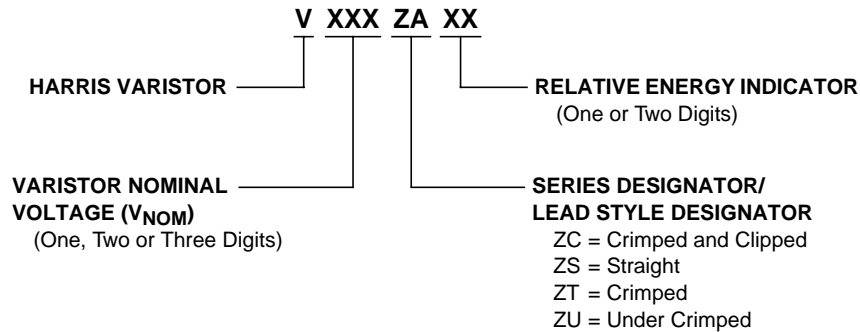 V XXX ZA XX
HARRIS VARISTOR
RELATIVE ENERGY INDICATOR
(One or Two Digits)
VARISTOR NOMINAL
VOLTAGE (VNOM)
(One, Two or Three Digits)
SERIES DESIGNATOR/
LEAD STYLE DESIGNATOR
ZC = Crimped and Clipped
ZS = Straight
ZT = Crimped
ZU = Under Crimped